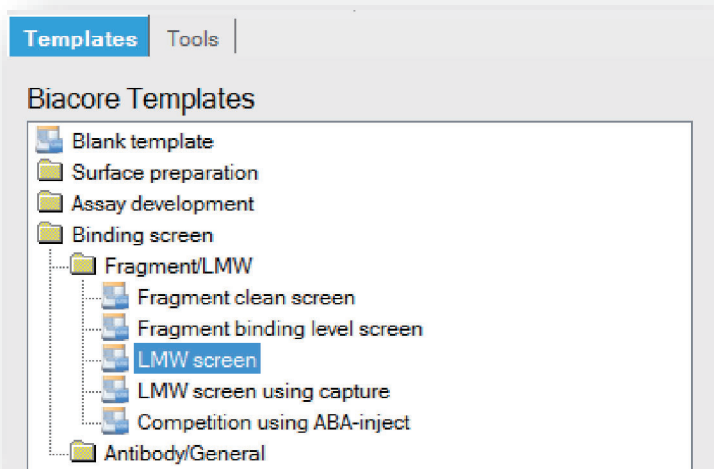 Templates Tools
Biacore Templates
Blank template
Surface preparation
Assay development
Binding screen
Fragment/LMW
Fragment clean screen
Fragment binding level screen
LMW screen
LMW screen using capture
Competition using ABA-inject
Antibody/General